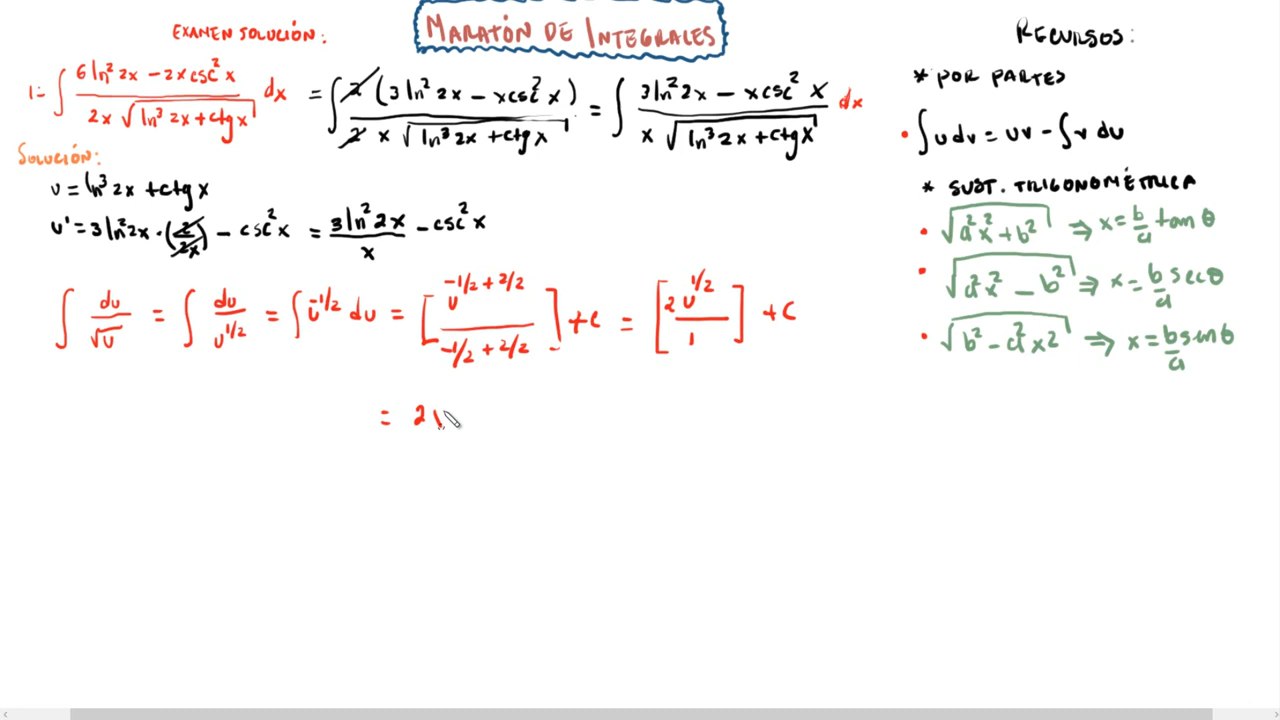 EXAMEN SOLUCIÓN:
MARATÓN DE INTEGRALES
RECURSOS:
1= ∫ (6 ln² 2x − 2x csc² x) / (2x √(ln³ 2x + ctg x)) dx = ∫ 2 (3 ln² 2x − x csc² x) / (2 x √(ln³ 2x + ctg x)) = ∫ (3 ln² 2x − x csc² x) / (x √(ln³ 2x + ctg x)) dx
SOLUCIÓN:
u = ln³ 2x + ctg x
u' = 3 ln² 2x · (2/2x) − csc² x = (3 ln² 2x)/x − csc² x
∫ du/√u = ∫ du/u^1/2 = ∫ u^-1/2 du = [u^(-1/2 + 2/2) / (-1/2 + 2/2)] + C = [2 u^1/2 / 1] + C
= 2
* POR PARTES
• ∫ u dv = uv − ∫ v du
* SUST. TRIGONOMÉTRICA
• √(a²x² + b²) ⇒ x = b/a tan θ
• √(a²x² − b²) ⇒ x = b/a sec θ
• √(b² − a²x²) ⇒ x = b/a sen θ